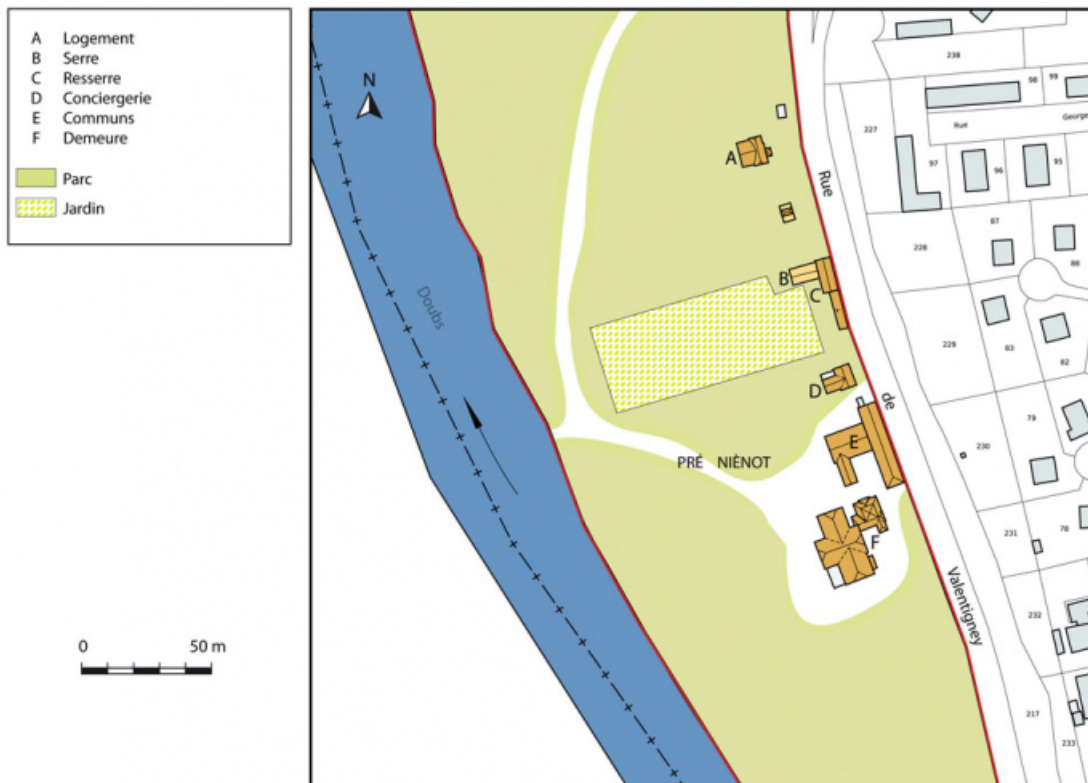 A Logement
B Serre
C Resserre
D Conciergerie
E Communs
F Demeure
Parc
Jardin
0 50 m
N
Doubs
PRÉ NIÈNOT
A
B
C
D
E
F
Rue
de
Valentigney
Rue George
238
98
99
227
97
96
95
228
87
88
229
83
82
79
230
231
78
232
217
233